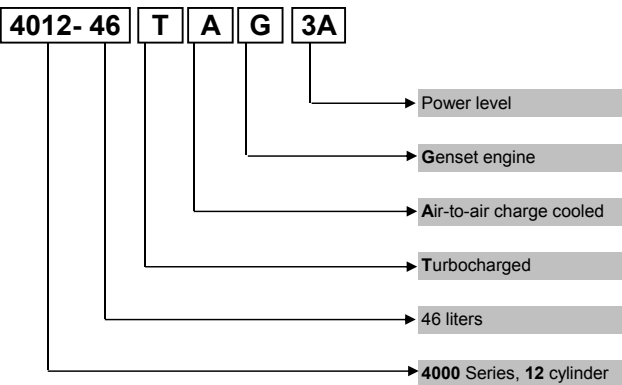 4012- 46 T A G 3A
Power level
Genset engine
Air-to-air charge cooled
Turbocharged
46 liters
4000 Series, 12 cylinder